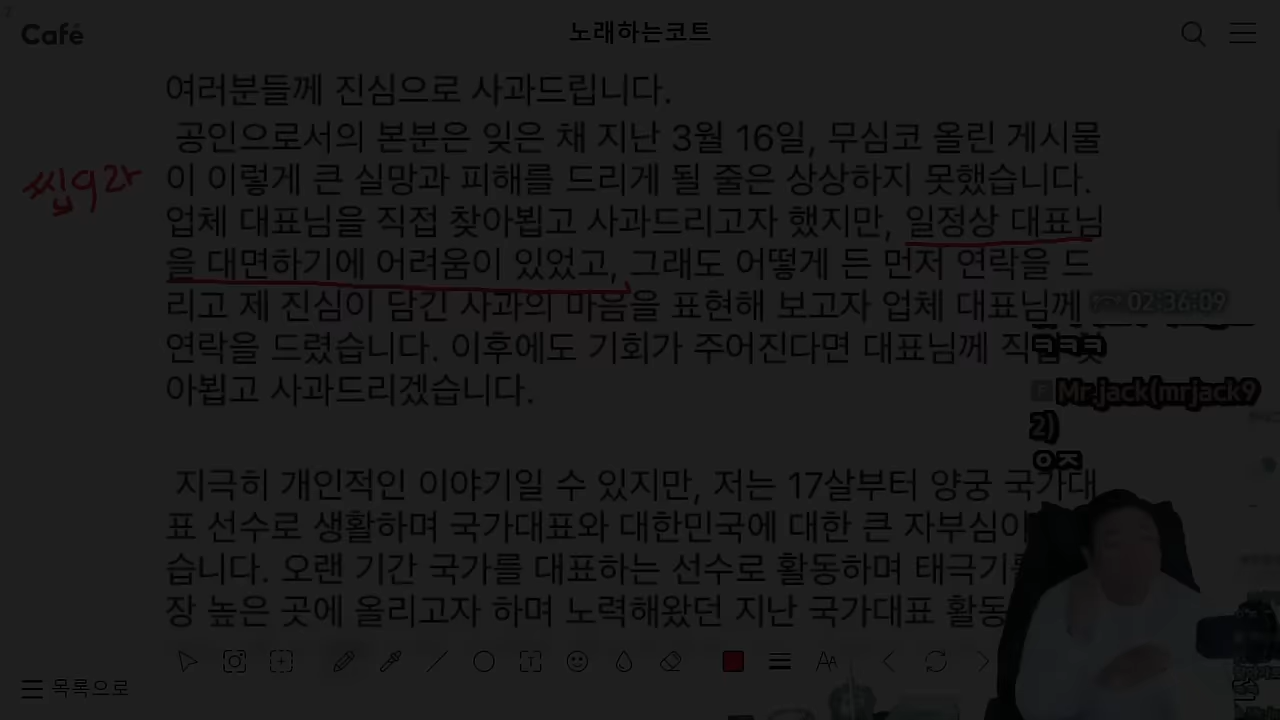 Café
노래하는코트
여러분들께 진심으로 사과드립니다.
공인으로서의 본분은 잊은 채 지난 3월 16일, 무심코 올린 게시물
이 이렇게 큰 실망과 피해를 드리게 될 줄은 상상하지 못했습니다.
업체 대표님을 직접 찾아뵙고 사과드리고자 했지만, 일정상 대표님
을 대면하기에 어려움이 있었고, 그래도 어떻게 든 먼저 연락을 드
리고 제 진심이 담긴 사과의 마음을 표현해 보고자 업체 대표님께
02:36:09
연락을 드렸습니다. 이후에도 기회가 주어진다면 대표님께
ㅋㅋㅋ
아뵙고 사과드리겠습니다.
Mr.jack(mrjack9
2)
ㅇㅈ
지극히 개인적인 이야기일 수 있지만, 저는 17살부터 양궁 국가대
표 선수로 생활하며 국가대표와 대한민국에 대한 큰 자부심이
습니다. 오랜 기간 국가를 대표하는 선수로 활동하며 태극기를
장 높은 곳에 올리고자 하며 노력해왔던 지난 국가대표 활동
목록으로